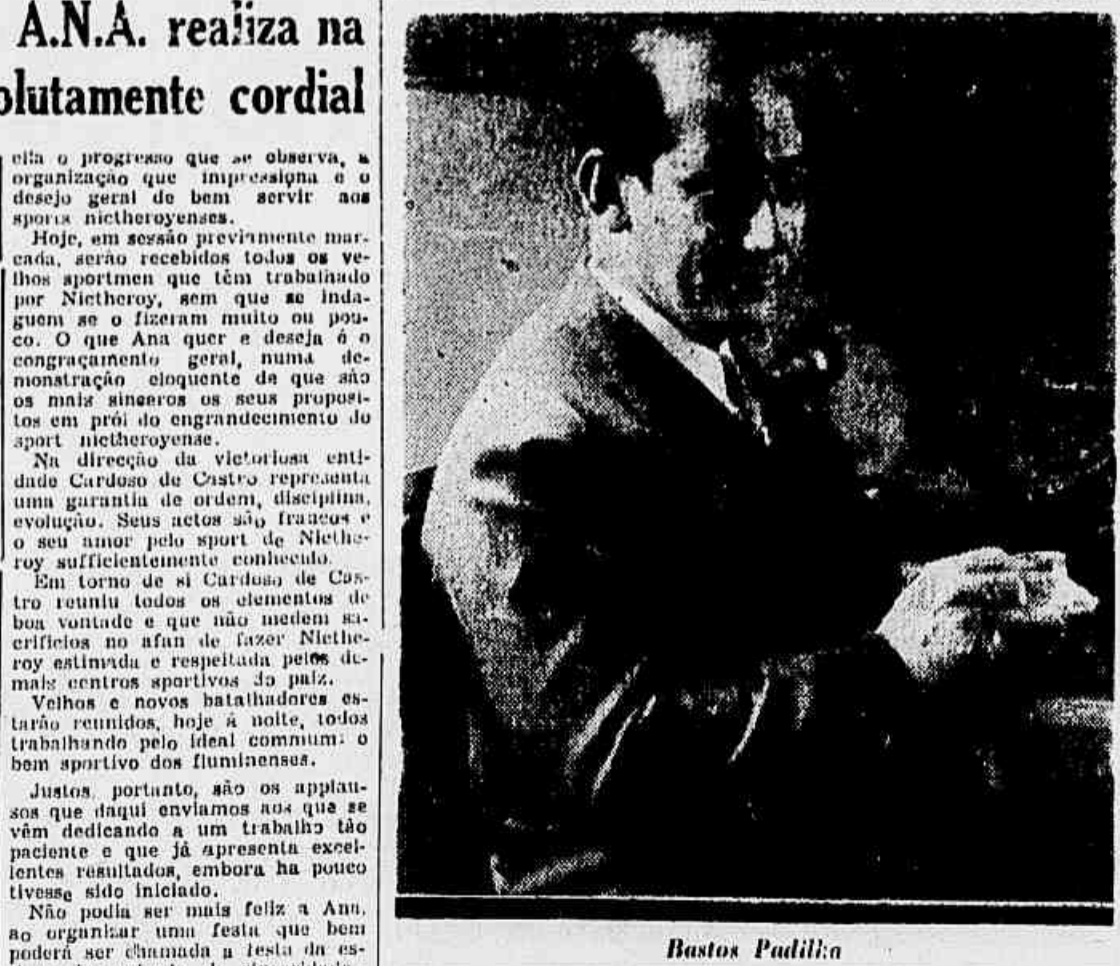 A.N.A. realiza na
olutamente cordial
ella o progresso que se observa, a
organização que impressiona e o
desejo geral de bem servir aos
sports nictheroyenses.
Hoje, em sessão previamente mar-
cada, serão recebidos todos os ve-
lhos sportmen que têm trabalhado
por Nictheroy, sem que se inda-
guem se o fizeram muito ou pou-
co. O que Ana quer e deseja é o
congraçamento geral, numa de-
monstração eloquente de que são
os mais sinceros os seus proposi-
tos em pról do engrandecimento do
sport nictheroyense.
Na direcção da victoriosa enti-
dade Cardoso de Castro representa
uma garantia de ordem, disciplina,
evolução. Seus actos são francos e
o seu amor pelo sport de Nicthe-
roy sufficientemente conhecido.
Em torno de si Cardoso de Cas-
tro reuniu todos os elementos de
boa vontade e que não medem sa-
crificios no afan de fazer Nicthe-
roy estimada e respeitada pelos de-
mais centros sportivos do paiz.
Velhos e novos batalhadores es-
tarão reunidos, hoje á noite, todos
trabalhando pelo ideal commum: o
bem sportivo dos fluminenses.
Justos, portanto, são os applau-
sos que daqui enviamos aos que se
vêm dedicando a um trabalho tão
paciente e que já apresenta excel-
lentes resultados, embora ha pouco
tivesse sido iniciado.
Não podia ser mais feliz a Ana,
ao organizar uma festa que bem
poderá ser chamada a festa da es-
Bastos Padilha